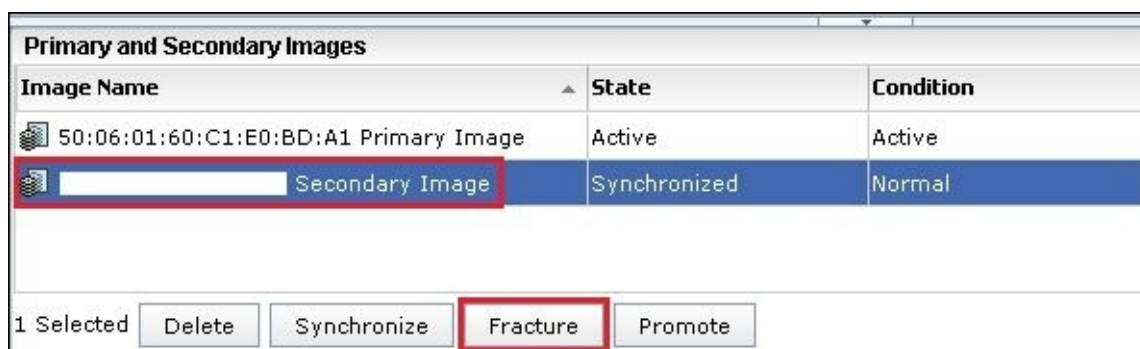 Primary and Secondary Images
Image Name State Condition
50:06:01:60:C1:E0:BD:A1 Primary Image Active Active
Secondary Image Synchronized Normal
1 Selected Delete Synchronize Fracture Promote